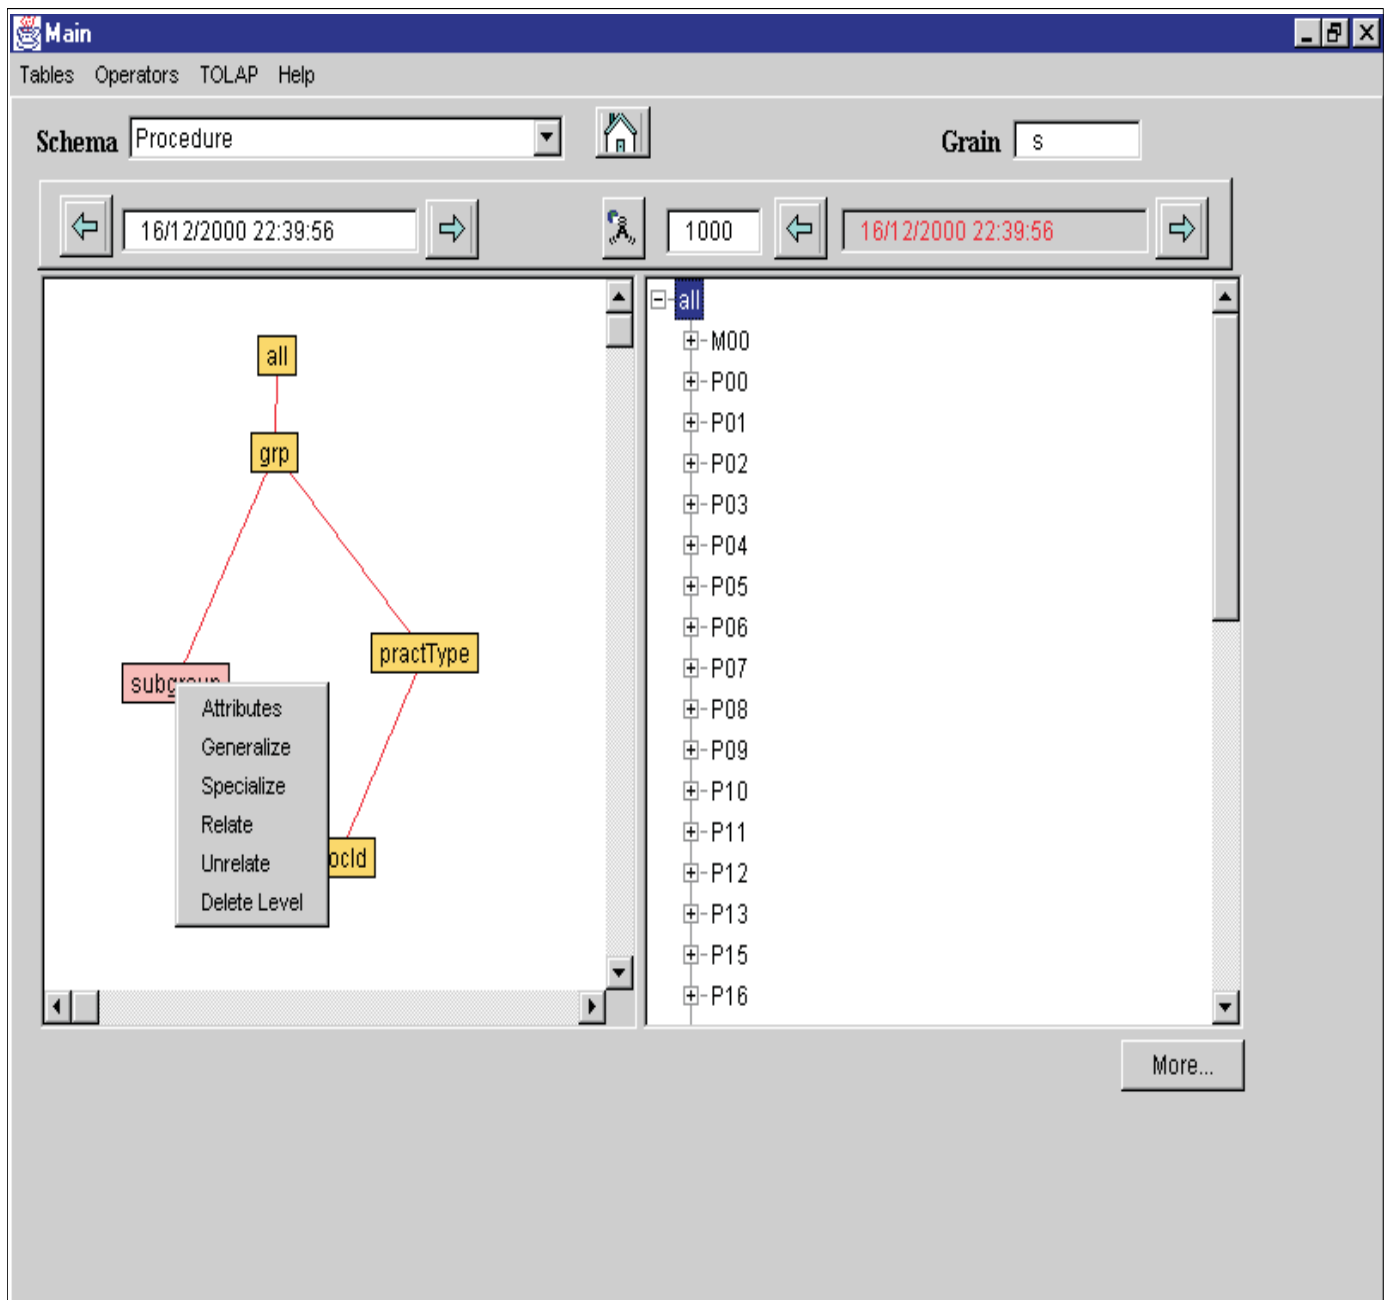 Main
Tables Operators TOLAP Help
Schema Procedure Grain s
16/12/2000 22:39:56 1000 16/12/2000 22:39:56
all
grp
practType
Attributes
Generalize
Specialize
Relate
Unrelate
Delete Level
ocId
all
M00
P00
P01
P02
P03
P04
P05
P06
P07
P08
P09
P10
P11
P12
P13
P15
P16
More...